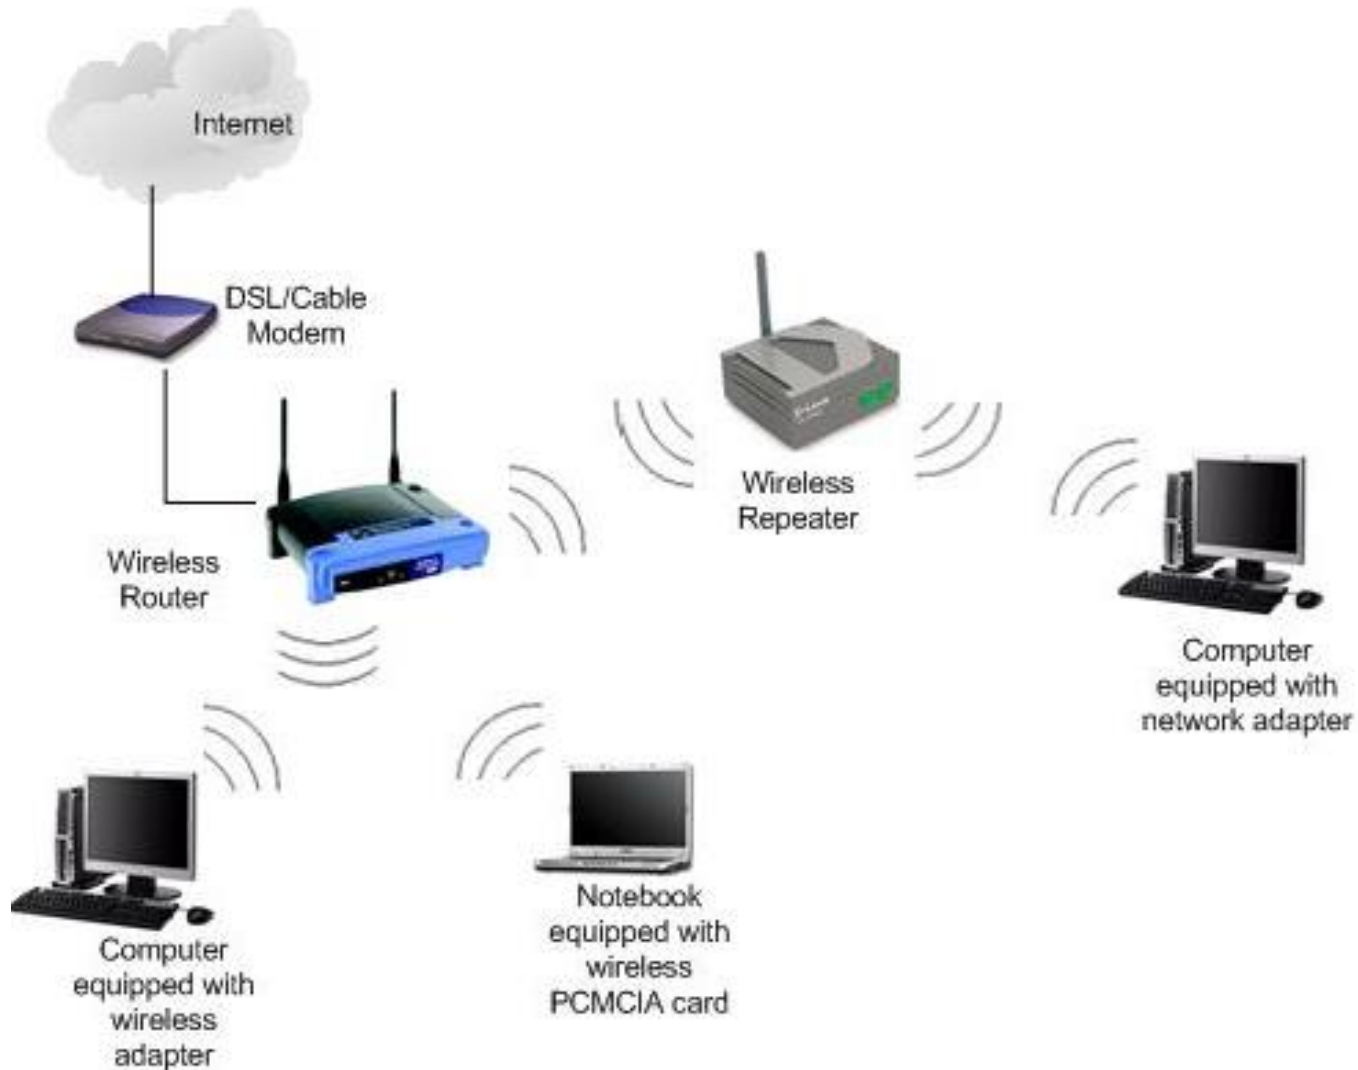 Internet
DSL/Cable
Modem
Wireless
Router
Wireless
Repeater
Computer
equipped with
network adapter
Computer
equipped with
wireless
adapter
Notebook
equipped with
wireless
PCMCIA card